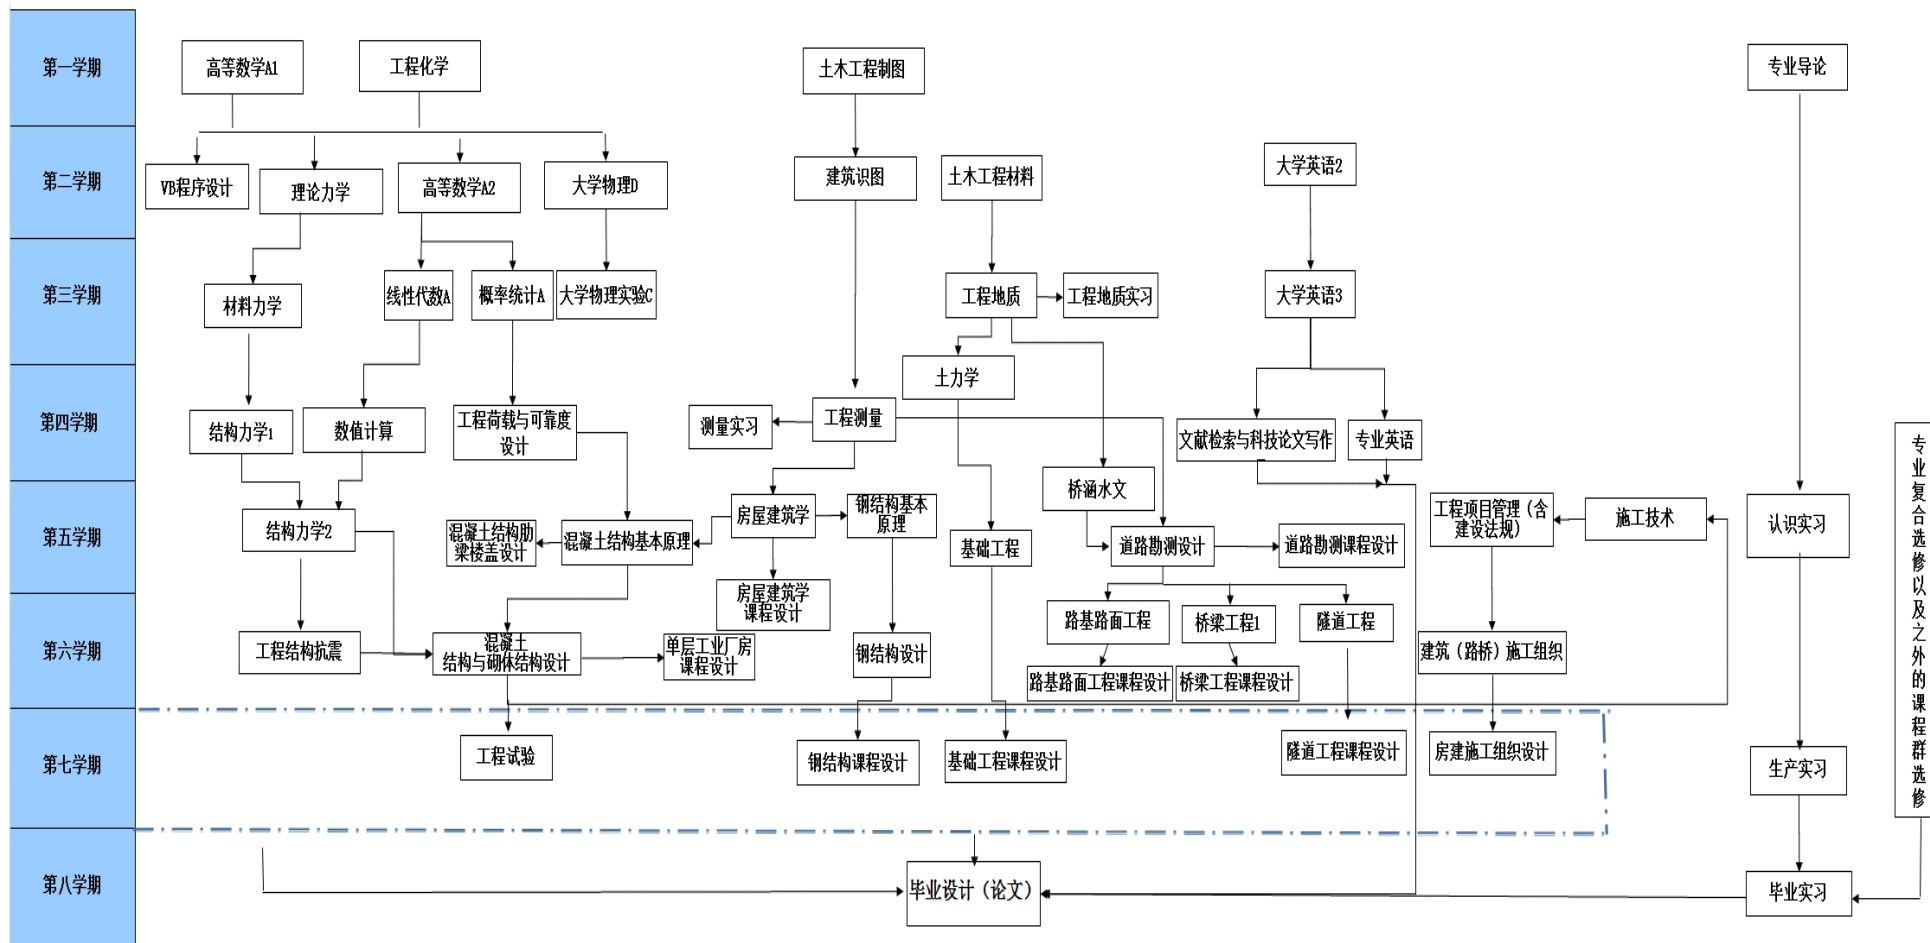 第一学期
高等数学A1
工程化学
土木工程制图
专业导论
第二学期
VB程序设计
理论力学
高等数学A2
大学物理D
建筑识图
土木工程材料
大学英语2
第三学期
材料力学
线性代数A
概率统计A
大学物理实验C
工程地质
工程地质实习
大学英语3
土力学
第四学期
结构力学1
数值计算
工程荷载与可靠度
设计
测量实习
工程测量
文献检索与科技论文写作
专业英语
桥涵水文
第五学期
结构力学2
混凝土结构肋
梁楼盖设计
混凝土结构基本原理
房屋建筑学
钢结构基本
原理
基础工程
道路勘测设计
道路勘测课程设计
工程项目管理（含
建设法规）
施工技术
认识实习
房屋建筑学
课程设计
第六学期
工程结构抗震
混凝土
结构与砌体结构设计
单层工业厂房
课程设计
钢结构设计
路基路面工程
桥梁工程1
隧道工程
建筑（路桥）施工组织
路基路面工程课程设计
桥梁工程课程设计
第七学期
工程试验
钢结构课程设计
基础工程课程设计
隧道工程课程设计
房建施工组织设计
生产实习
第八学期
毕业设计（论文）
毕业实习
专业复合选修以及之外的课程群选修